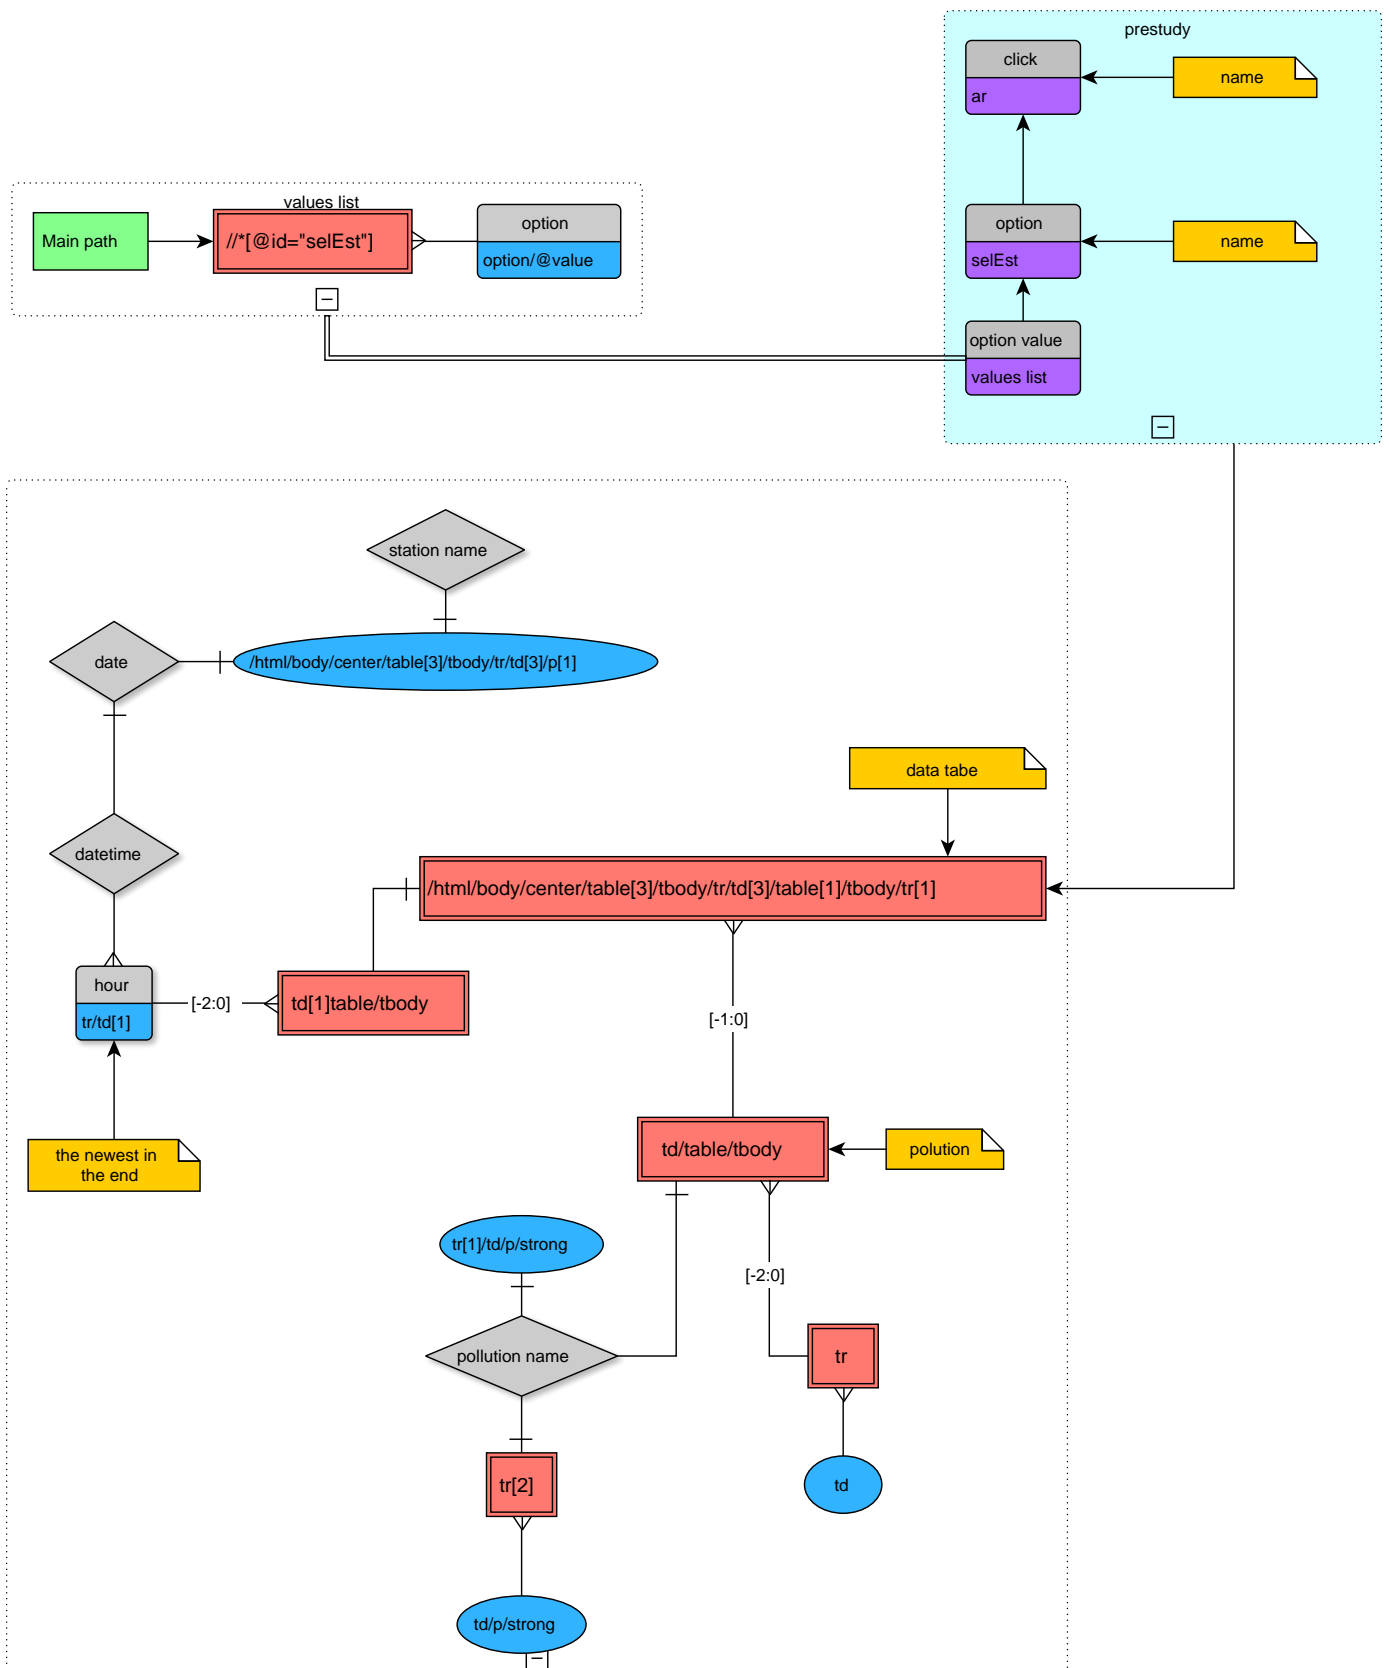 prestudy
click
ar
name
values list
Main path
//*[@id="selEst"]
option
option/@value
option
selEst
name
option value
values list
station name
date
/html/body/center/table[3]/tbody/tr/td[3]/p[1]
data tabe
datetime
/html/body/center/table[3]/tbody/tr/td[3]/table[1]/tbody/tr[1]
hour
tr/td[1]
[-2:0]
td[1]table/tbody
[-1:0]
the newest in
the end
td/table/tbody
polution
tr[1]/td/p/strong
[-2:0]
pollution name
tr
tr[2]
td
td/p/strong